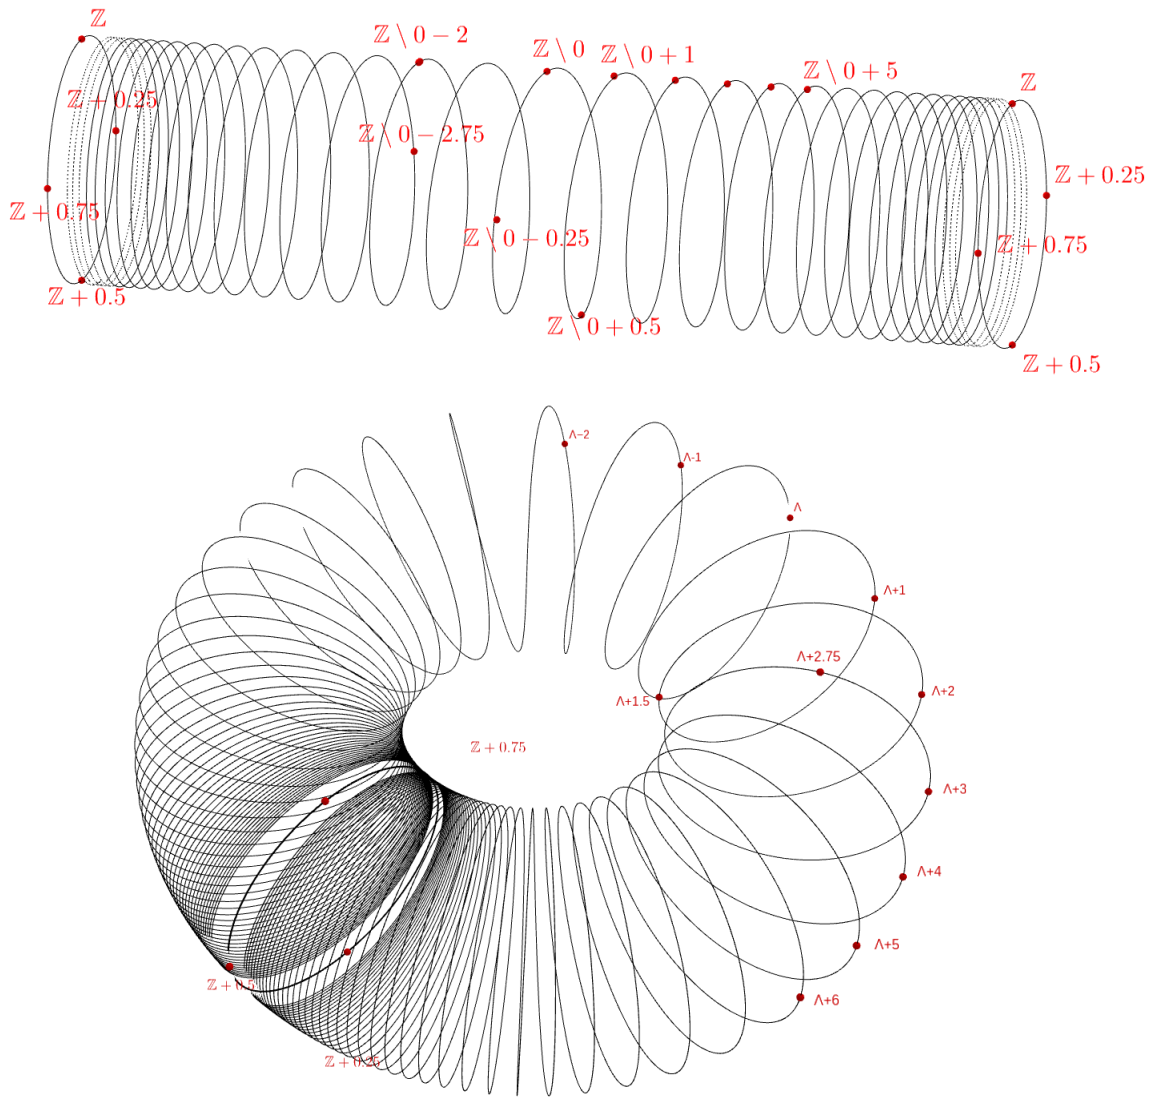 ℤ
ℤ \ 0 − 2
ℤ \ 0
ℤ \ 0 + 1
ℤ \ 0 + 5
ℤ
ℤ + 0.25
ℤ \ 0 − 2.75
ℤ + 0.25
ℤ + 0.75
ℤ \ 0 − 0.25
ℤ + 0.75
ℤ + 0.5
ℤ \ 0 + 0.5
ℤ + 0.5
Λ−2
Λ-1
Λ
Λ+1
Λ+2.75
Λ+1.5
Λ+2
ℤ + 0.75
Λ+3
Λ+4
Λ+5
ℤ + 0.5
Λ+6
ℤ + 0.25